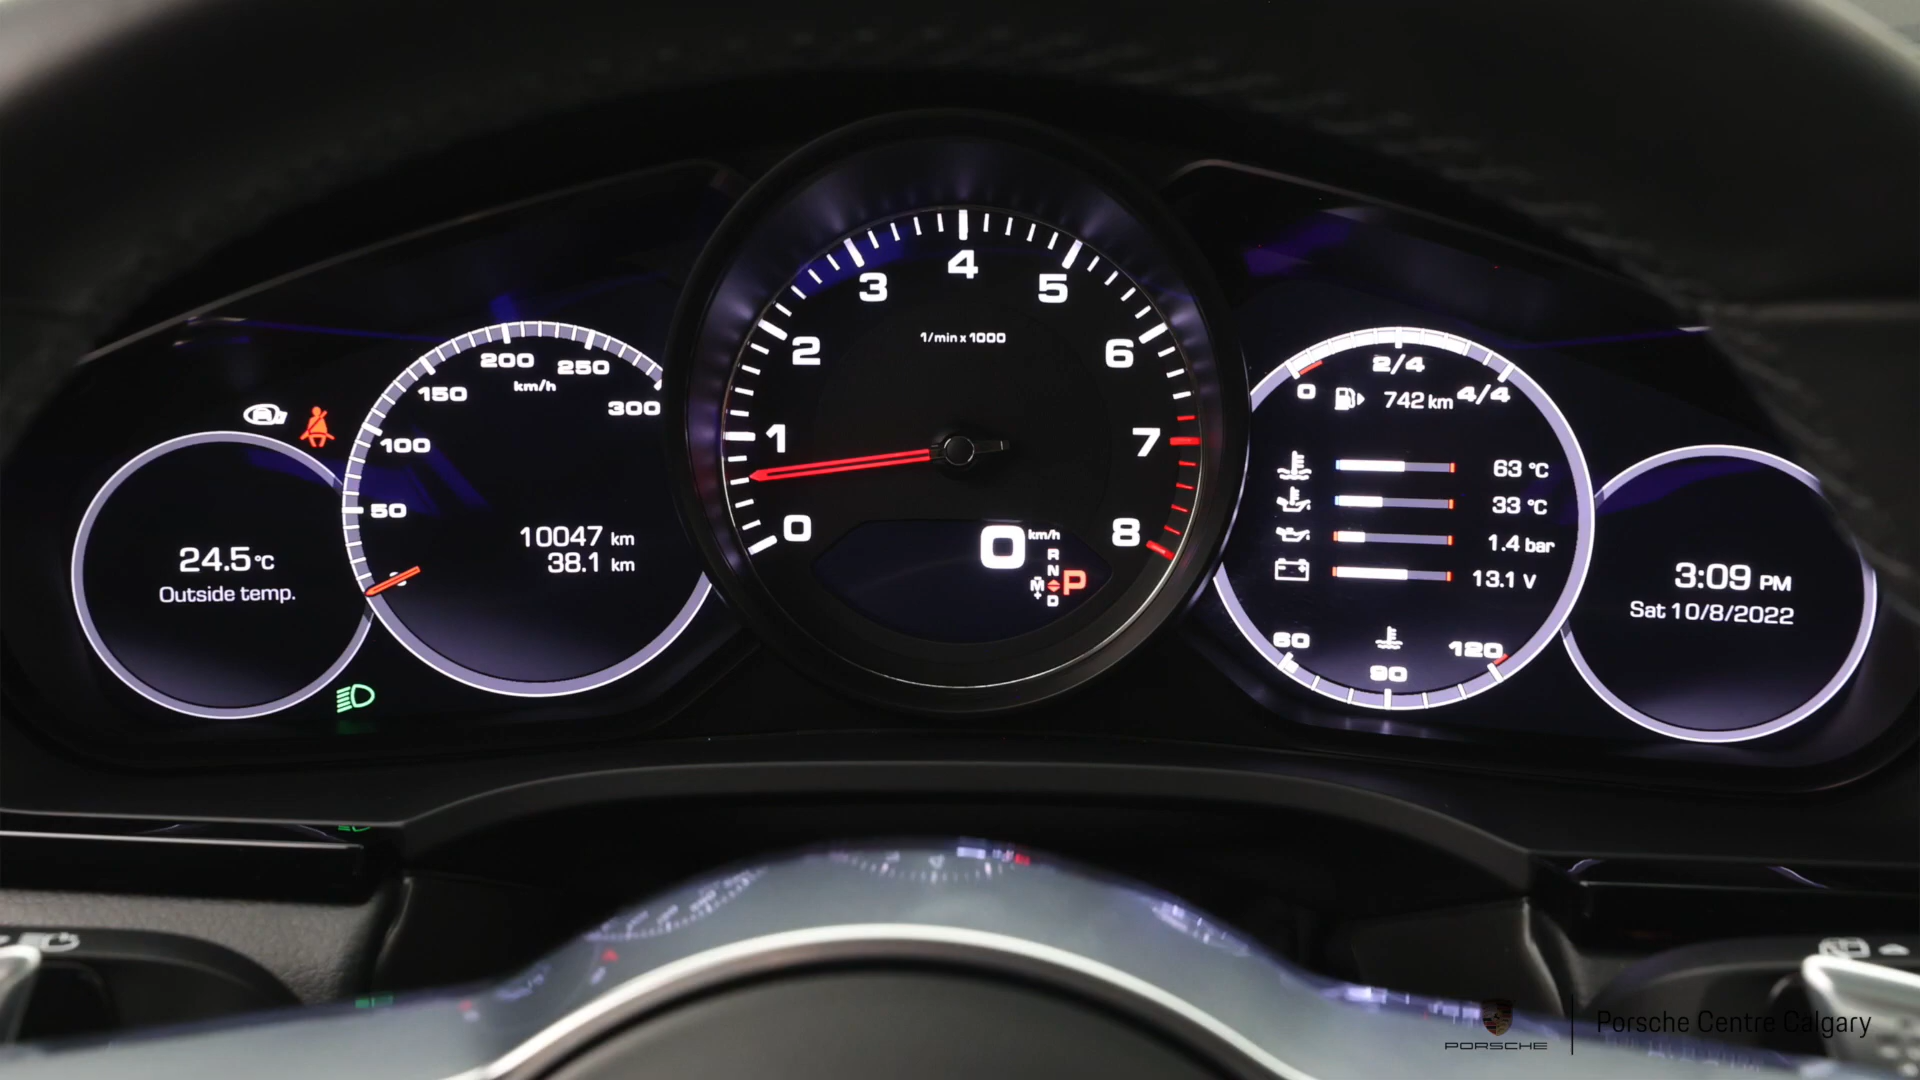 24.5 °C
Outside temp.
0
50
100
150
200
250
300
km/h
10047 km
38.1 km
0
1
2
3
4
5
6
7
8
1/min x 1000
0 km/h
R
N
D
M
+
P
0
2/4
4/4
742 km
63 °C
33 °C
1.4 bar
13.1 V
60
90
120
3:09 PM
Sat 10/8/2022
PORSCHE
Porsche Centre Calgary